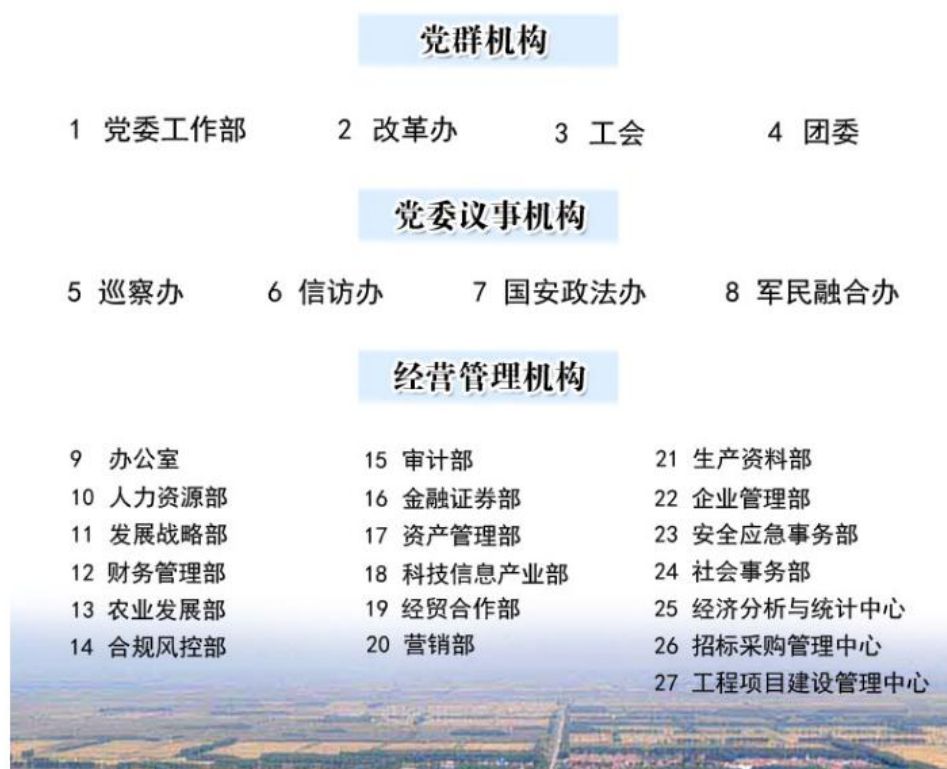 党群机构
1 党委工作部 2 改革办 3 工会 4 团委
党委议事机构
5 巡察办 6 信访办 7 国安政法办 8 军民融合办
经营管理机构
9 办公室 15 审计部 21 生产资料部
10 人力资源部 16 金融证券部 22 企业管理部
11 发展战略部 17 资产管理部 23 安全应急事务部
12 财务管理部 18 科技信息产业部 24 社会事务部
13 农业发展部 19 经贸合作部 25 经济分析与统计中心
14 合规风控部 20 营销部 26 招标采购管理中心
27 工程项目建设管理中心